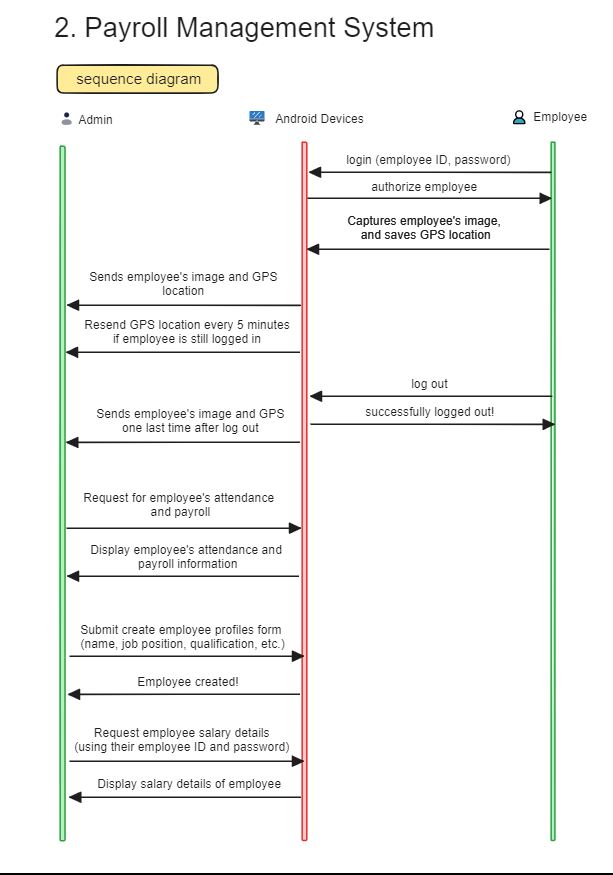 2. Payroll Management System
sequence diagram
Admin
Android Devices
Employee
login (employee ID, password)
authorize employee
Captures employee's image,
and saves GPS location
Sends employee's image and GPS
location
Resend GPS location every 5 minutes
if employee is still logged in
log out
successfully logged out!
Sends employee's image and GPS
one last time after log out
Request for employee's attendance
and payroll
Display employee's attendance and
payroll information
Submit create employee profiles form
(name, job position, qualification, etc.)
Employee created!
Request employee salary details
(using their employee ID and password)
Display salary details of employee